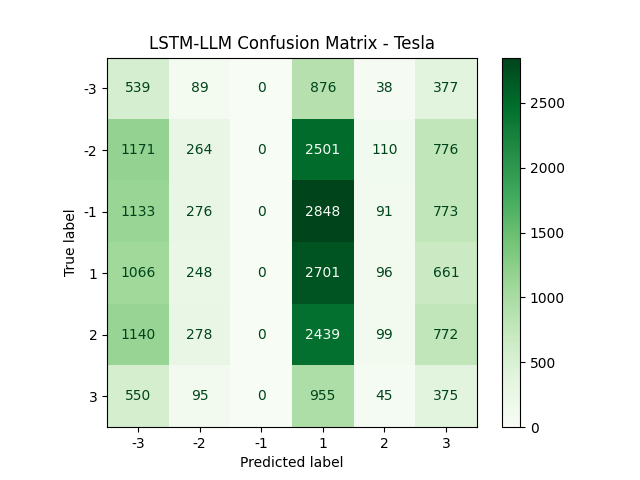 LSTM-LLM Confusion Matrix - Tesla
-3 539 89 0 876 38 377
-2 1171 264 0 2501 110 776
-1 1133 276 0 2848 91 773
1 1066 248 0 2701 96 661
2 1140 278 0 2439 99 772
3 550 95 0 955 45 375
-3 -2 -1 1 2 3
Predicted label
True label
2500
2000
1500
1000
500
0